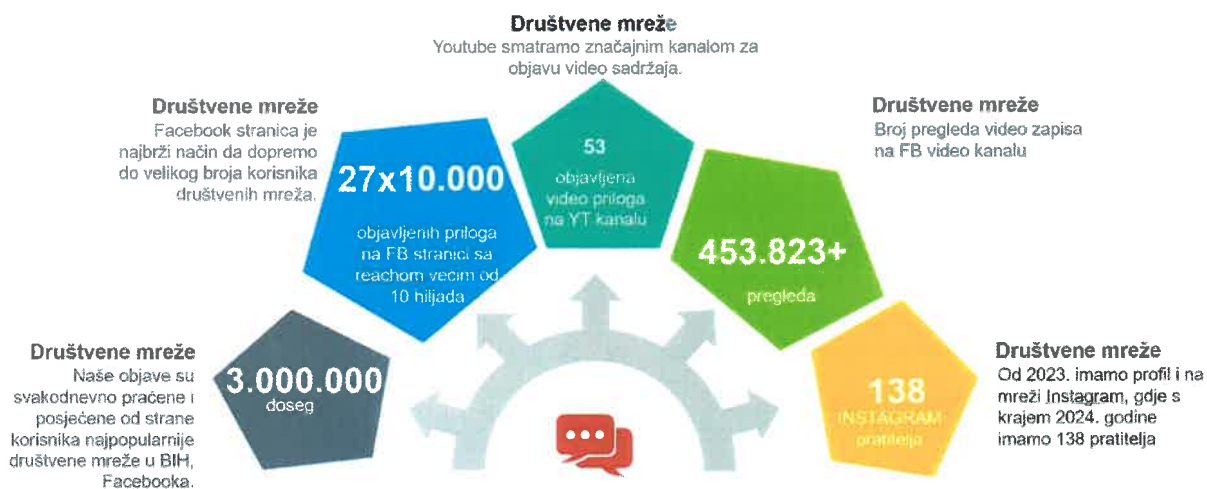 Društvene mreže
Youtube smatramo značajnim kanalom za
objavu video sadržaja.
Društvene mreže
Facebook stranica je
najbrži način da dopremo
do velikog broja korisnika
društvenih mreža.
27x10.000
objavljenih priloga
na FB stranici sa
reachom vecim od
10 hiljada
53
objavljena
video priloga
na YT kanalu
Društvene mreže
Broj pregleda video zapisa
na FB video kanalu
453.823+
pregleda
Društvene mreže
Naše objave su
svakodnevno praćene i
posjećene od strane
korisnika najpopularnije
društvene mreže u BIH,
Facebooka.
3.000.000
doseg
138
INSTAGRAM
pratitelja
Društvene mreže
Od 2023. imamo profil i na
mreži Instagram, gdje s
krajem 2024. godine
imamo 138 pratitelja